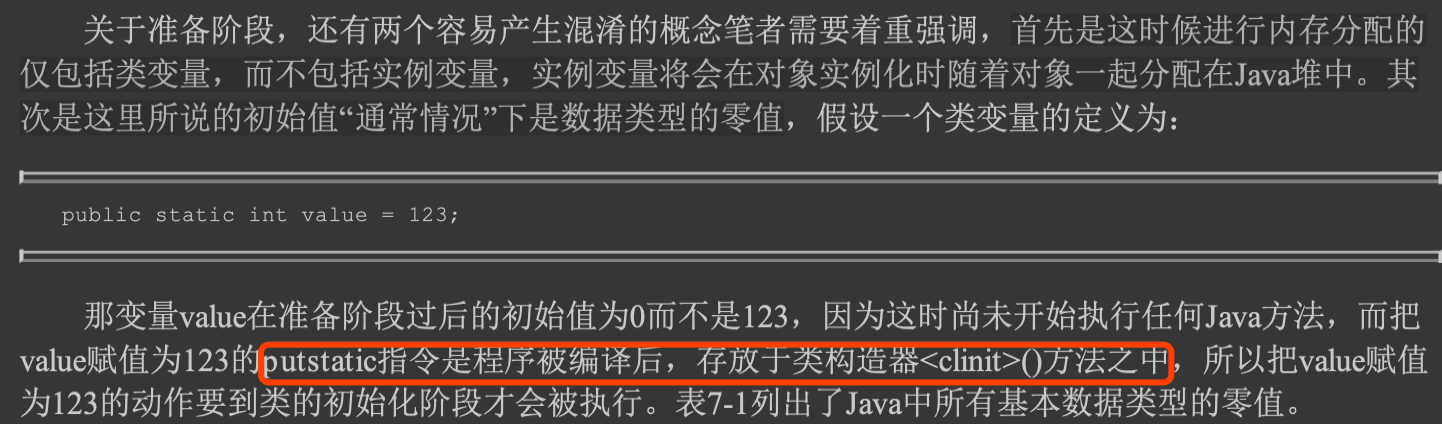 关于准备阶段，还有两个容易产生混淆的概念笔者需要着重强调，首先是这时候进行内存分配的
仅包括类变量，而不包括实例变量，实例变量将会在对象实例化时随着对象一起分配在Java堆中。其
次是这里所说的初始值“通常情况”下是数据类型的零值，假设一个类变量的定义为：
public static int value = 123;
那变量value在准备阶段过后的初始值为0而不是123，因为这时尚未开始执行任何Java方法，而把
value赋值为123的putstatic指令是程序被编译后，存放于类构造器<clinit>()方法之中，所以把value赋值
为123的动作要到类的初始化阶段才会被执行。表7-1列出了Java中所有基本数据类型的零值。